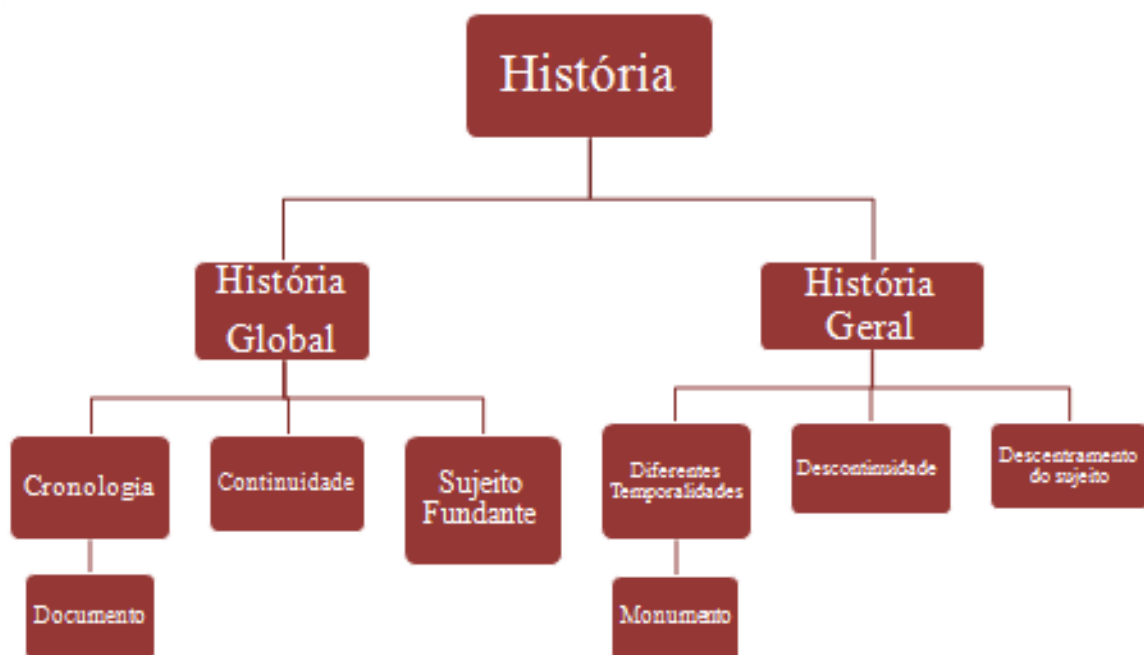 História
História
Global
História
Geral
Cronologia
Continuidade
Sujeito
Fundante
Diferentes
Temporalidades
Descontinuidade
Descentramento
do sujeito
Documento
Monumento